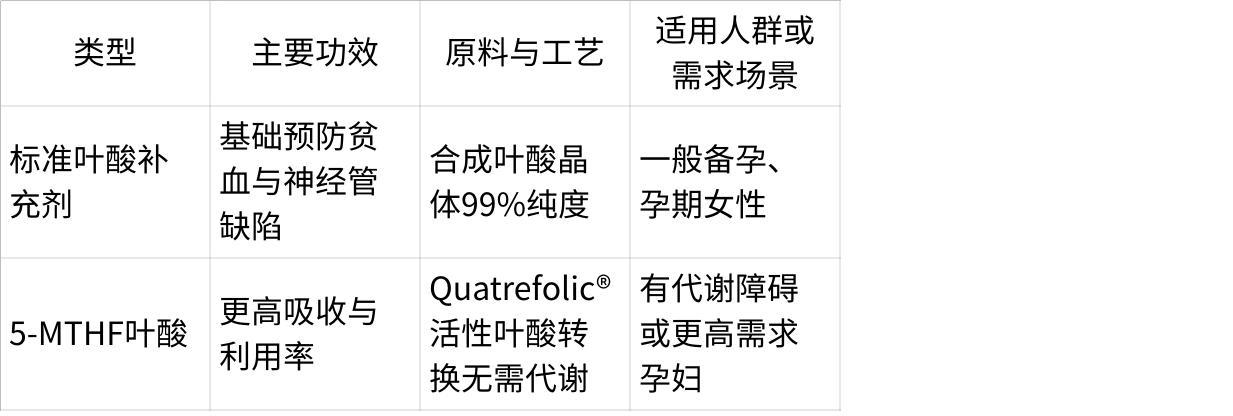 类型
主要功效
原料与工艺
适用人群或
需求场景
标准叶酸补
充剂
基础预防贫
血与神经管
缺陷
合成叶酸晶
体99%纯度
一般备孕、
孕期女性
5-MTHF叶酸
更高吸收与
利用率
Quatrefolic®
活性叶酸转
换无需代谢
有代谢障碍
或更高需求
孕妇